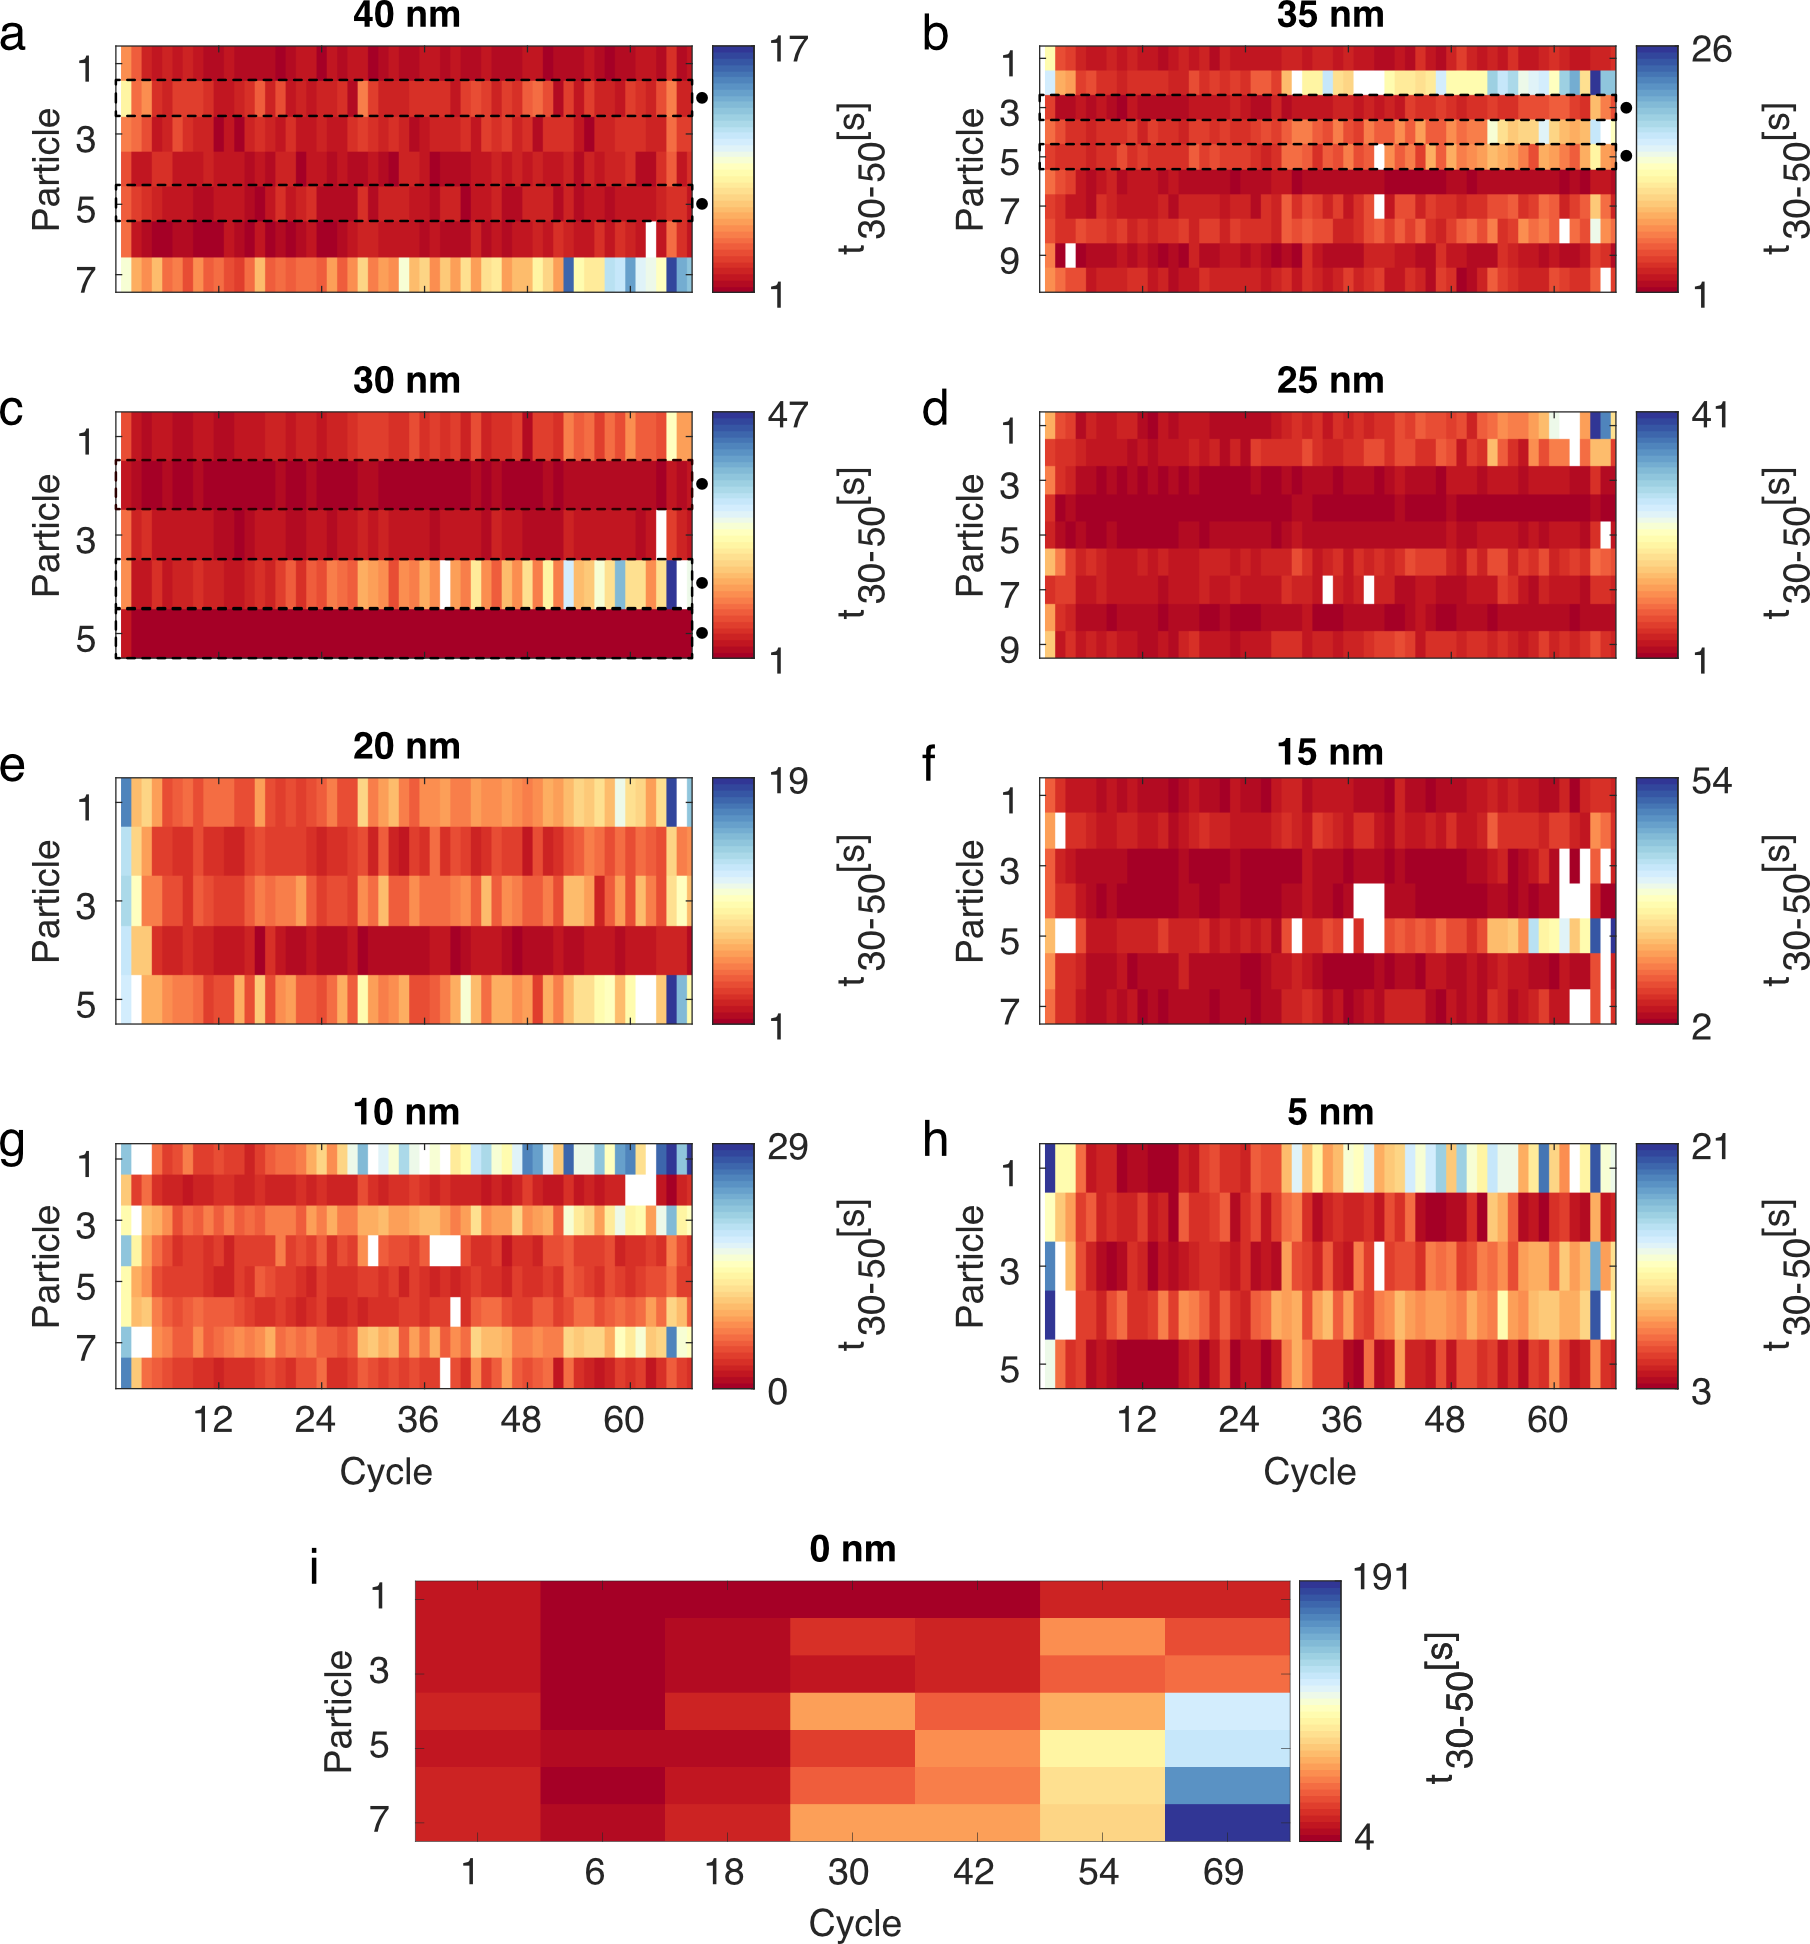 a
40 nm
Particle
1
3
5
7
17
1
t30-50[s]
b
35 nm
Particle
1
3
5
7
9
26
1
t30-50[s]
c
30 nm
Particle
1
3
5
47
1
t30-50[s]
d
25 nm
Particle
1
3
5
7
9
41
1
t30-50[s]
e
20 nm
Particle
1
3
5
19
1
t30-50[s]
f
15 nm
Particle
1
3
5
7
54
2
t30-50[s]
g
10 nm
Particle
1
3
5
7
29
0
t30-50[s]
12 24 36 48 60
Cycle
h
5 nm
Particle
1
3
5
21
3
t30-50[s]
12 24 36 48 60
Cycle
i
0 nm
Particle
1
3
5
7
191
4
t30-50[s]
1 6 18 30 42 54 69
Cycle